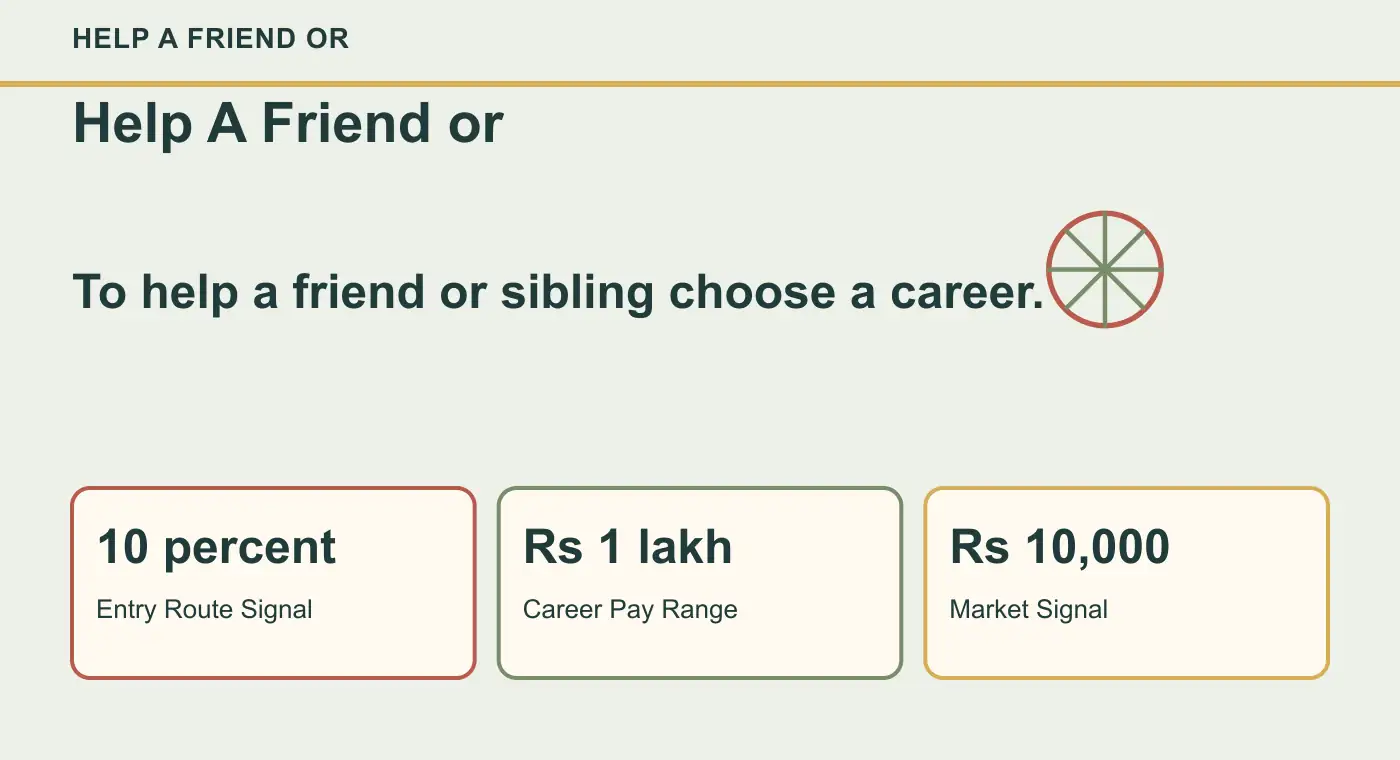 HELP A FRIEND OR
Help A Friend or
To help a friend or sibling choose a career.
10 percent
Entry Route Signal
Rs 1 lakh
Career Pay Range
Rs 10,000
Market Signal